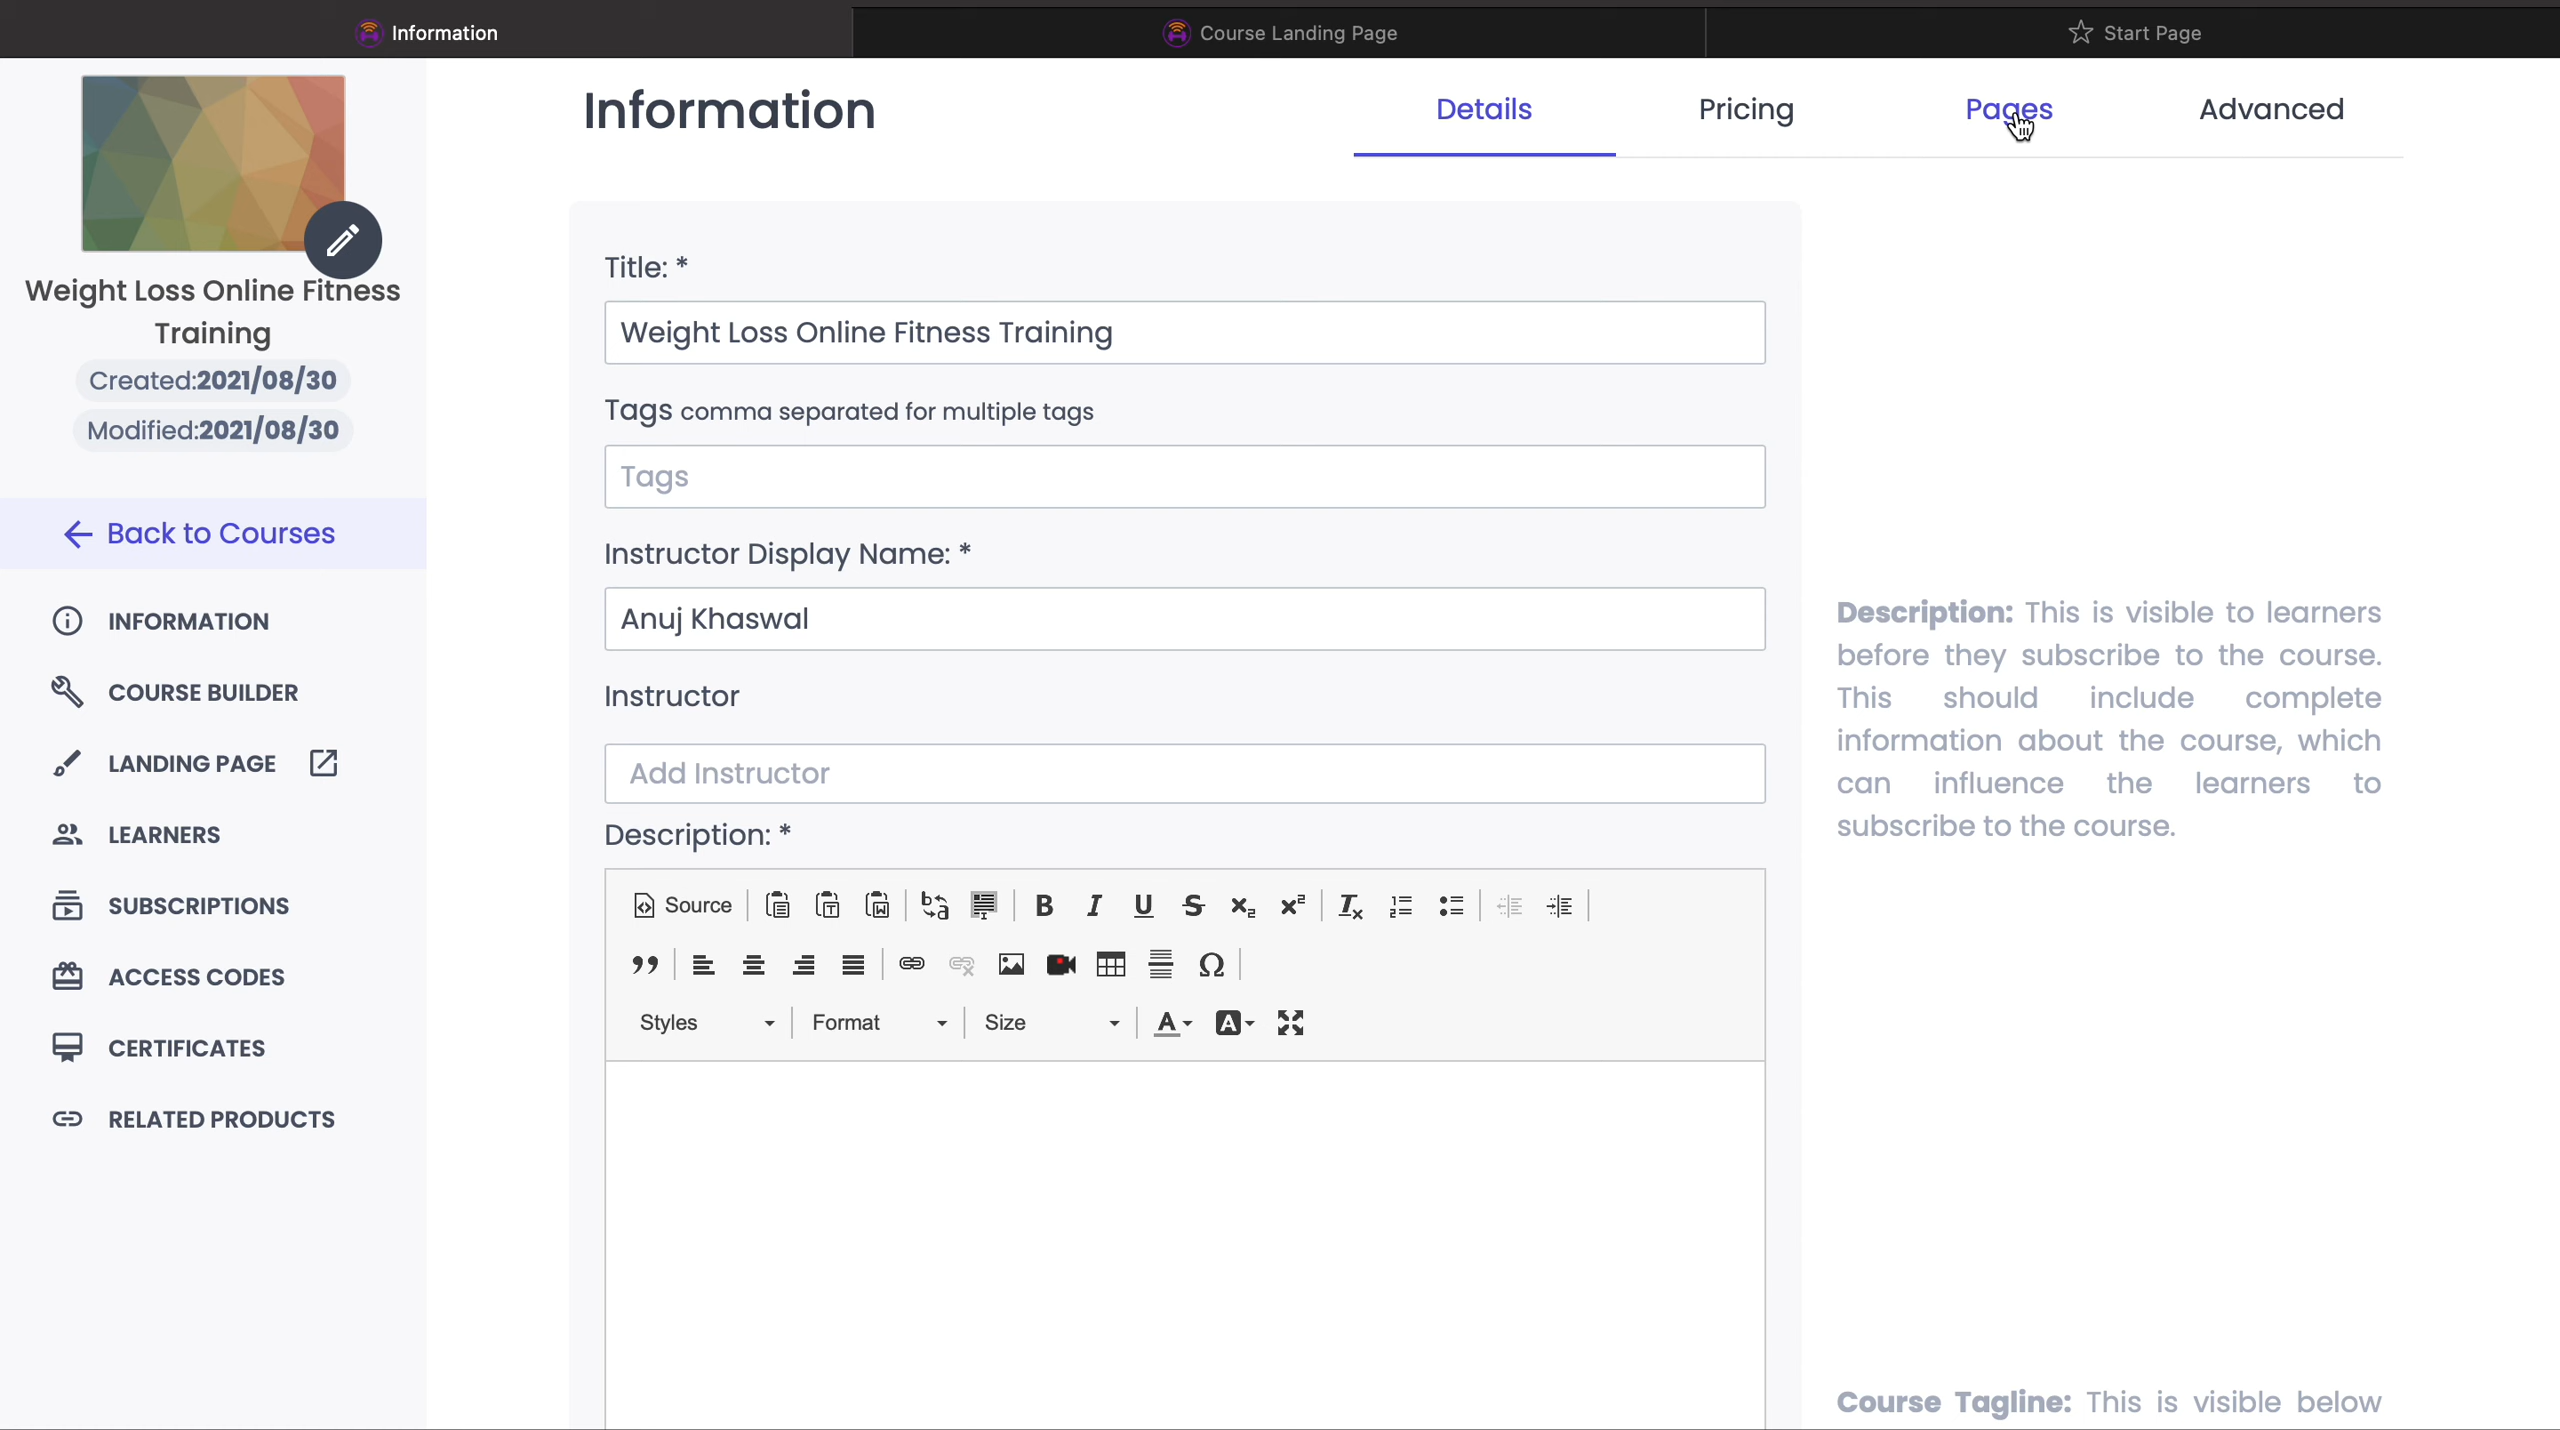 Information
Course Landing Page
Start Page
Weight Loss Online Fitness
Training
Created:2021/08/30
Modified:2021/08/30
Back to Courses
INFORMATION
COURSE BUILDER
LANDING PAGE
LEARNERS
SUBSCRIPTIONS
ACCESS CODES
CERTIFICATES
RELATED PRODUCTS
Information
Details
Pricing
Pages
Advanced
Title: *
Weight Loss Online Fitness Training
Tags comma separated for multiple tags
Tags
Instructor Display Name: *
Anuj Khaswal
Instructor
Add Instructor
Description: *
Source
Styles
Format
Size
Description: This is visible to learners
before they subscribe to the course.
This should include complete
information about the course, which
can influence the learners to
subscribe to the course.
Course Tagline: This is visible below